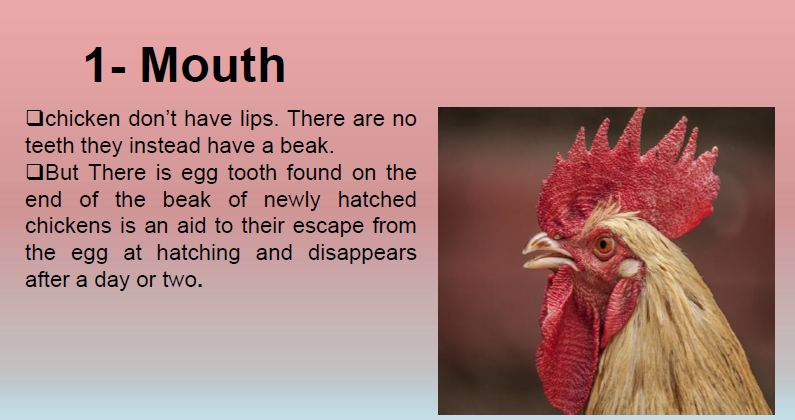 1- Mouth
❑chicken don’t have lips. There are no
teeth they instead have a beak.
❑But There is egg tooth found on the
end of the beak of newly hatched
chickens is an aid to their escape from
the egg at hatching and disappears
after a day or two.